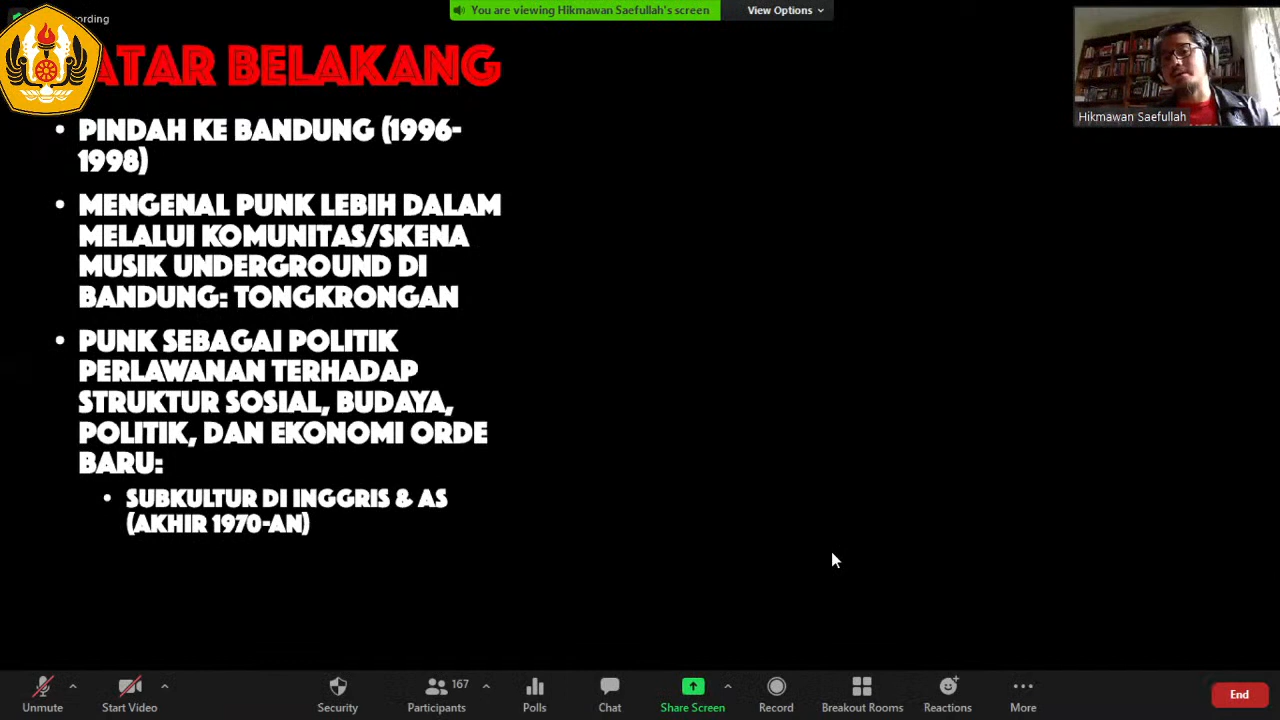 You are viewing Hikmawan Saefullah's screen
View Options
ATAR BELAKANG
• PINDAH KE BANDUNG (1996-
1998)
• MENGENAL PUNK LEBIH DALAM
MELALUI KOMUNITAS/SKENA
MUSIK UNDERGROUND DI
BANDUNG: TONGKRONGAN
• PUNK SEBAGAI POLITIK
PERLAWANAN TERHADAP
STRUKTUR SOSIAL, BUDAYA,
POLITIK, DAN EKONOMI ORDE
BARU:
• SUBKULTUR DI INGGRIS & AS
(AKHIR 1970-AN)
Hikmawan Saefullah
Unmute
Start Video
Security
Participants 167
Polls
Chat
Share Screen
Record
Breakout Rooms
Reactions
More
End